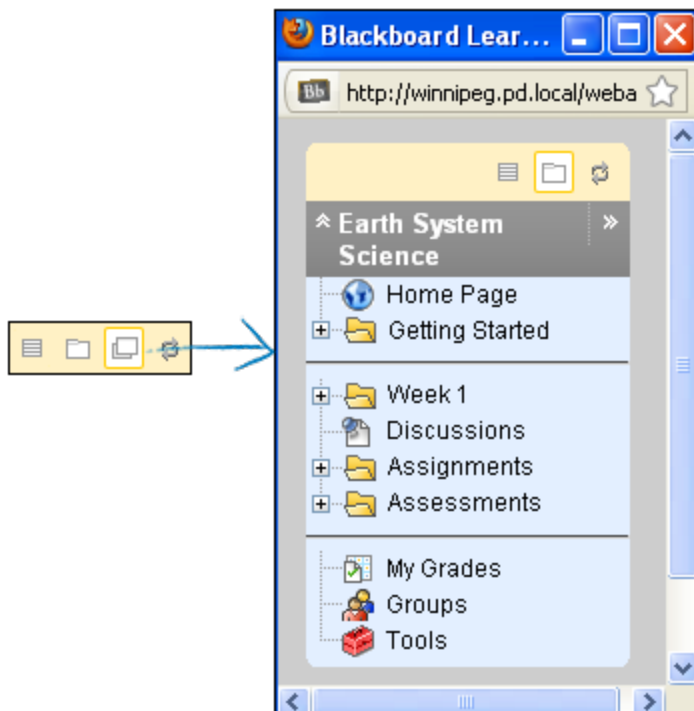 Blackboard Lear...
Bb http://winnipeg.pd.local/weba
Earth System
Science
Home Page
Getting Started
Week 1
Discussions
Assignments
Assessments
My Grades
Groups
Tools